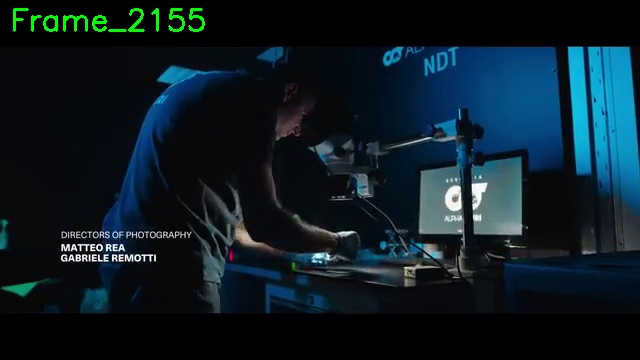 Frame_2155
NDT
DIRECTORS OF PHOTOGRAPHY
MATTEO REA
GABRIELE REMOTTI